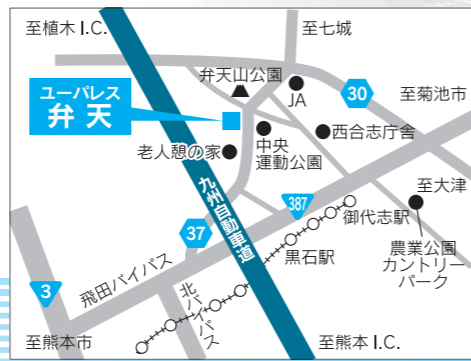 至植木 I.C.
至七城
弁天山公園
JA
30
至菊池市
ユーパレス
弁天
中央
運動公園
西合志庁舎
老人憩の家
至大津
九州自動車道
387
御代志駅
37
黒石駅
農業公園
カントリー
パーク
飛田バイパス
3
北バイパス
至熊本市
至熊本 I.C.